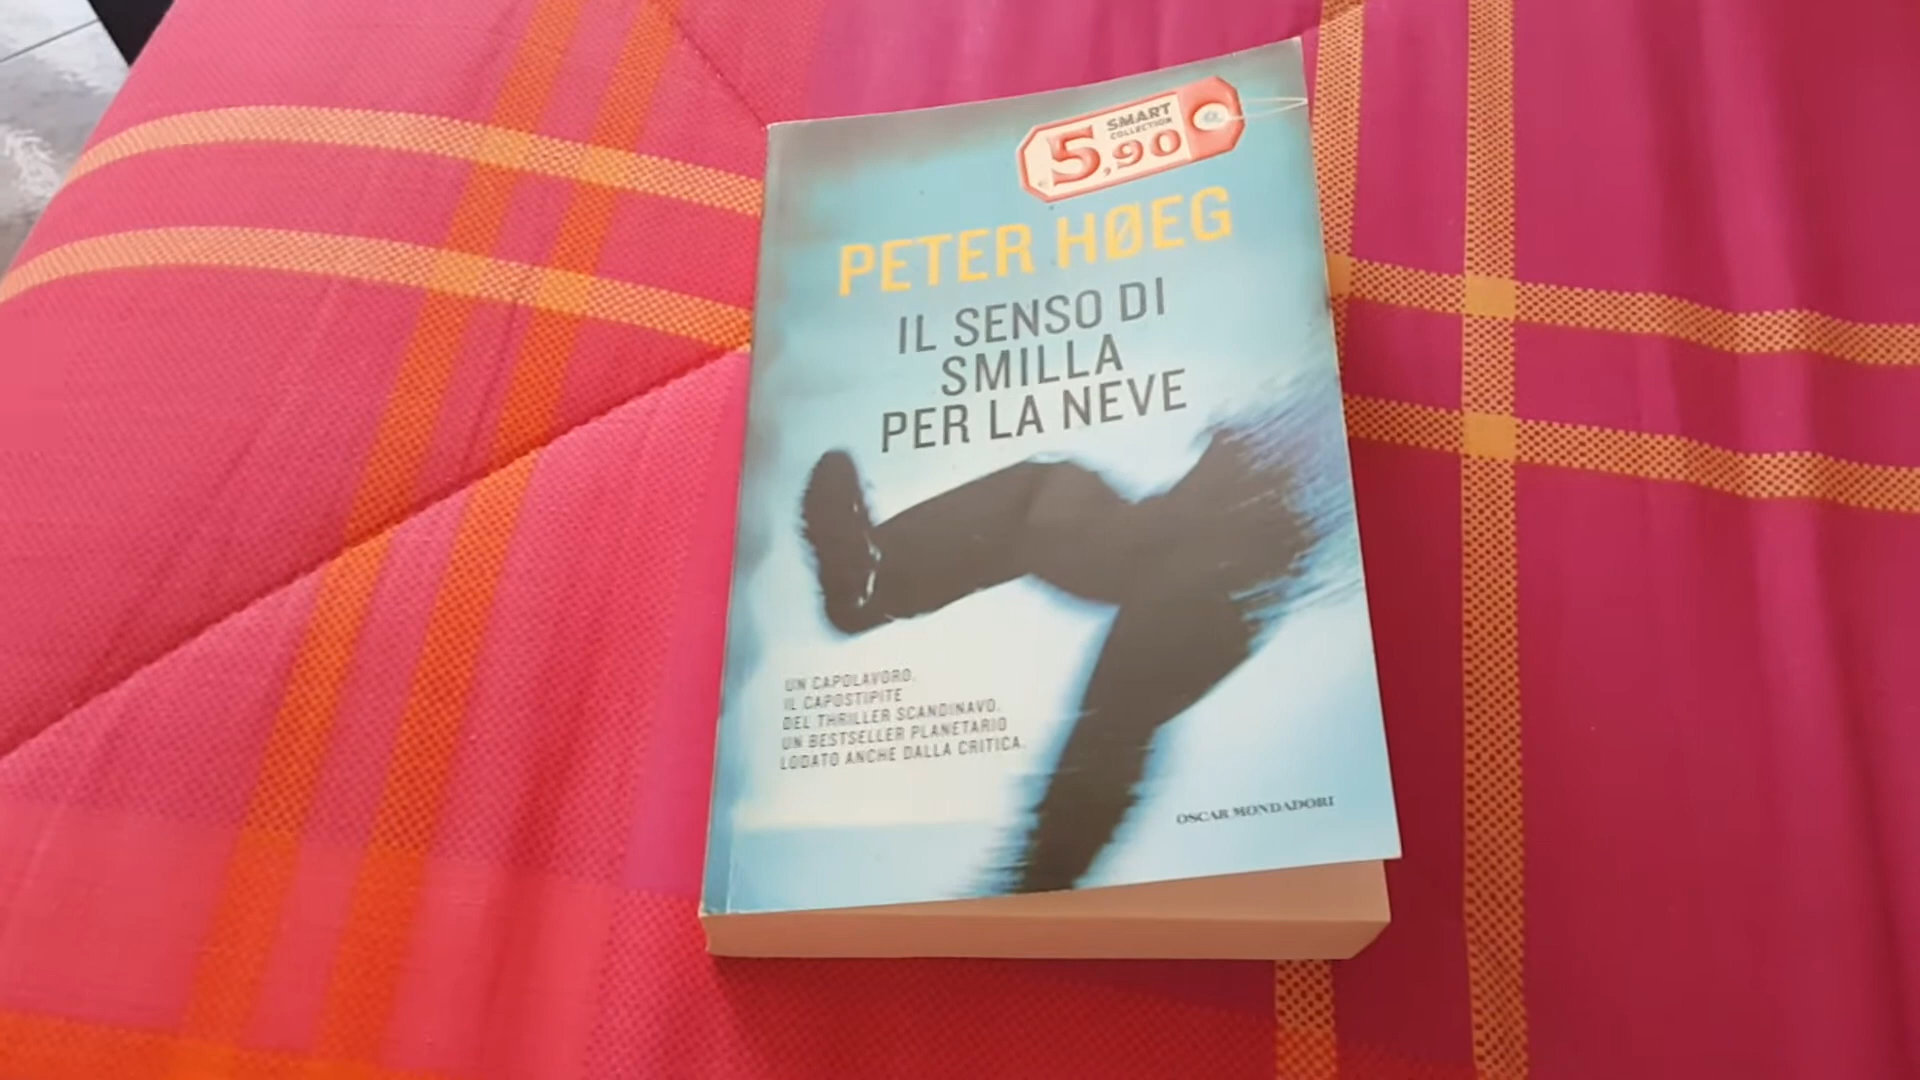 SMART
COLLECTION
€ 5,90
PETER HØEG
IL SENSO DI
SMILLA
PER LA NEVE
UN CAPOLAVORO.
IL CAPOSTIPITE
DEL THRILLER SCANDINAVO.
UN BESTSELLER PLANETARIO
LODATO ANCHE DALLA CRITICA.
OSCAR MONDADORI